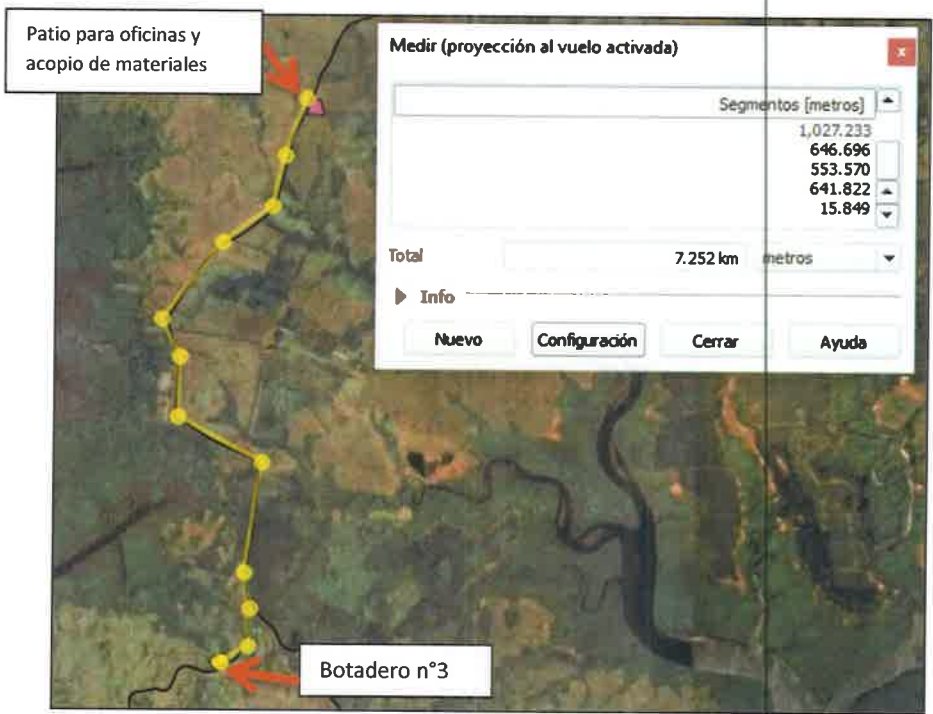 Patio para oficinas y
acopio de materiales
Medir (proyección al vuelo activada)
x
Segmentos [metros]
1,027.233
646.696
553.570
641.822
15.849
Total 7.252 km metros
Info
Nuevo Configuración Cerrar Ayuda
Botadero n°3